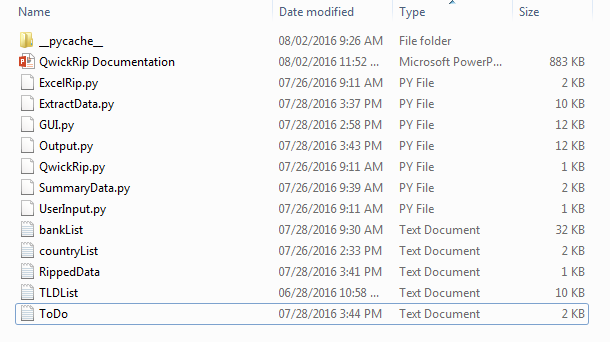 Name Date modified Type Size
__pycache__ 08/02/2016 9:26 AM File folder
QwickRip Documentation 08/02/2016 11:52 ... Microsoft PowerP... 883 KB
ExcelRip.py 07/26/2016 9:11 AM PY File 2 KB
ExtractData.py 07/28/2016 3:37 PM PY File 10 KB
GUI.py 07/28/2016 2:58 PM PY File 12 KB
Output.py 07/28/2016 3:43 PM PY File 12 KB
QwickRip.py 07/26/2016 9:11 AM PY File 1 KB
SummaryData.py 07/26/2016 9:39 AM PY File 2 KB
UserInput.py 07/26/2016 9:11 AM PY File 1 KB
bankList 07/28/2016 9:30 AM Text Document 32 KB
countryList 07/26/2016 2:33 PM Text Document 2 KB
RippedData 07/28/2016 3:41 PM Text Document 1 KB
TLDList 06/28/2016 10:58 ... Text Document 10 KB
ToDo 07/28/2016 3:44 PM Text Document 2 KB